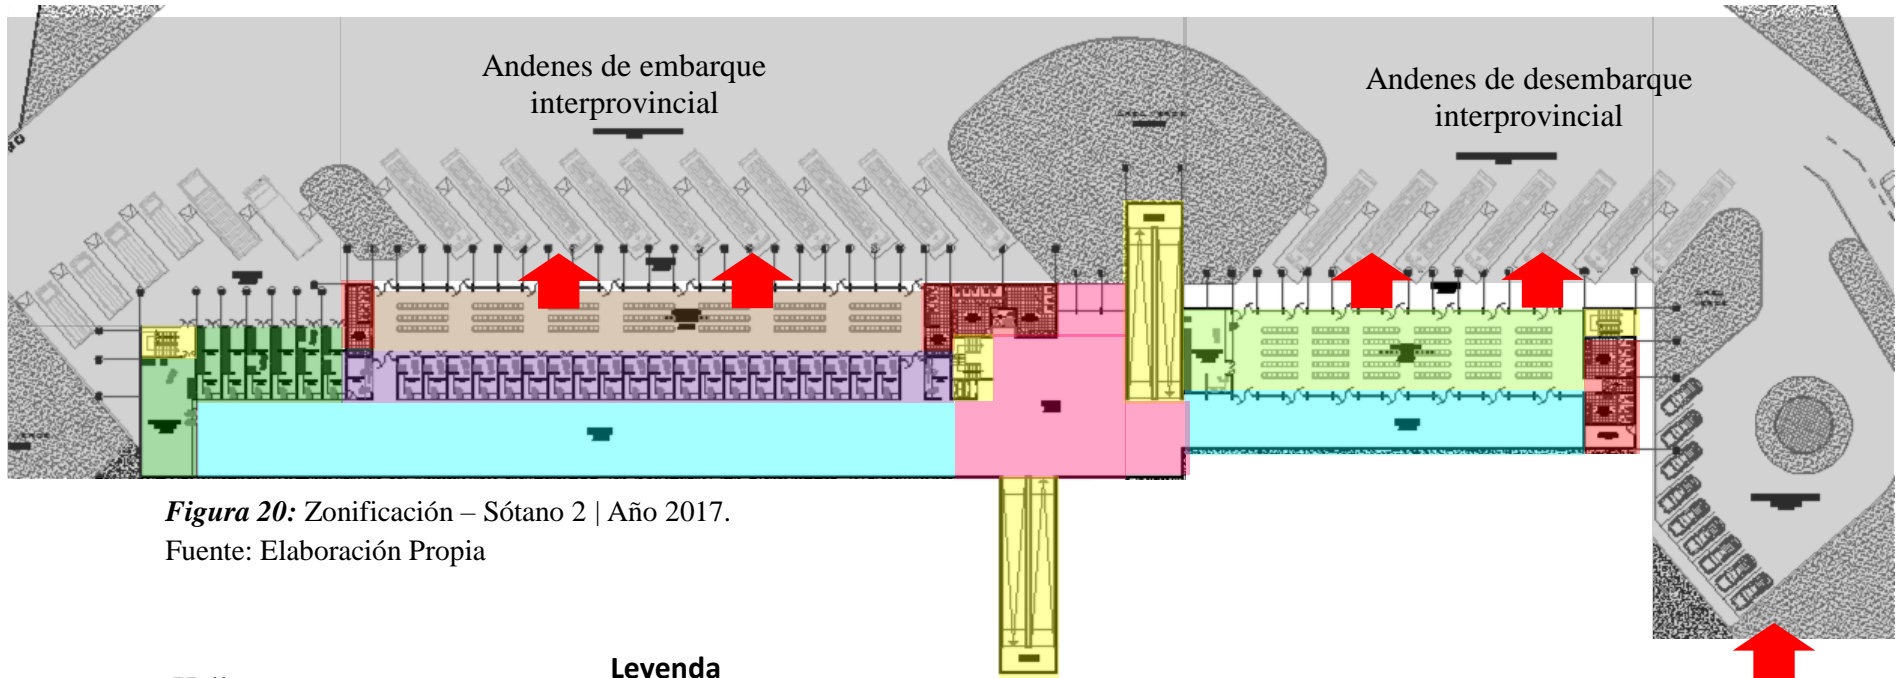 Andenes de embarque
interprovincial
Andenes de desembarque
interprovincial
Figura 20: Zonificación – Sótano 2 | Año 2017.
Fuente: Elaboración Propia
Leyenda